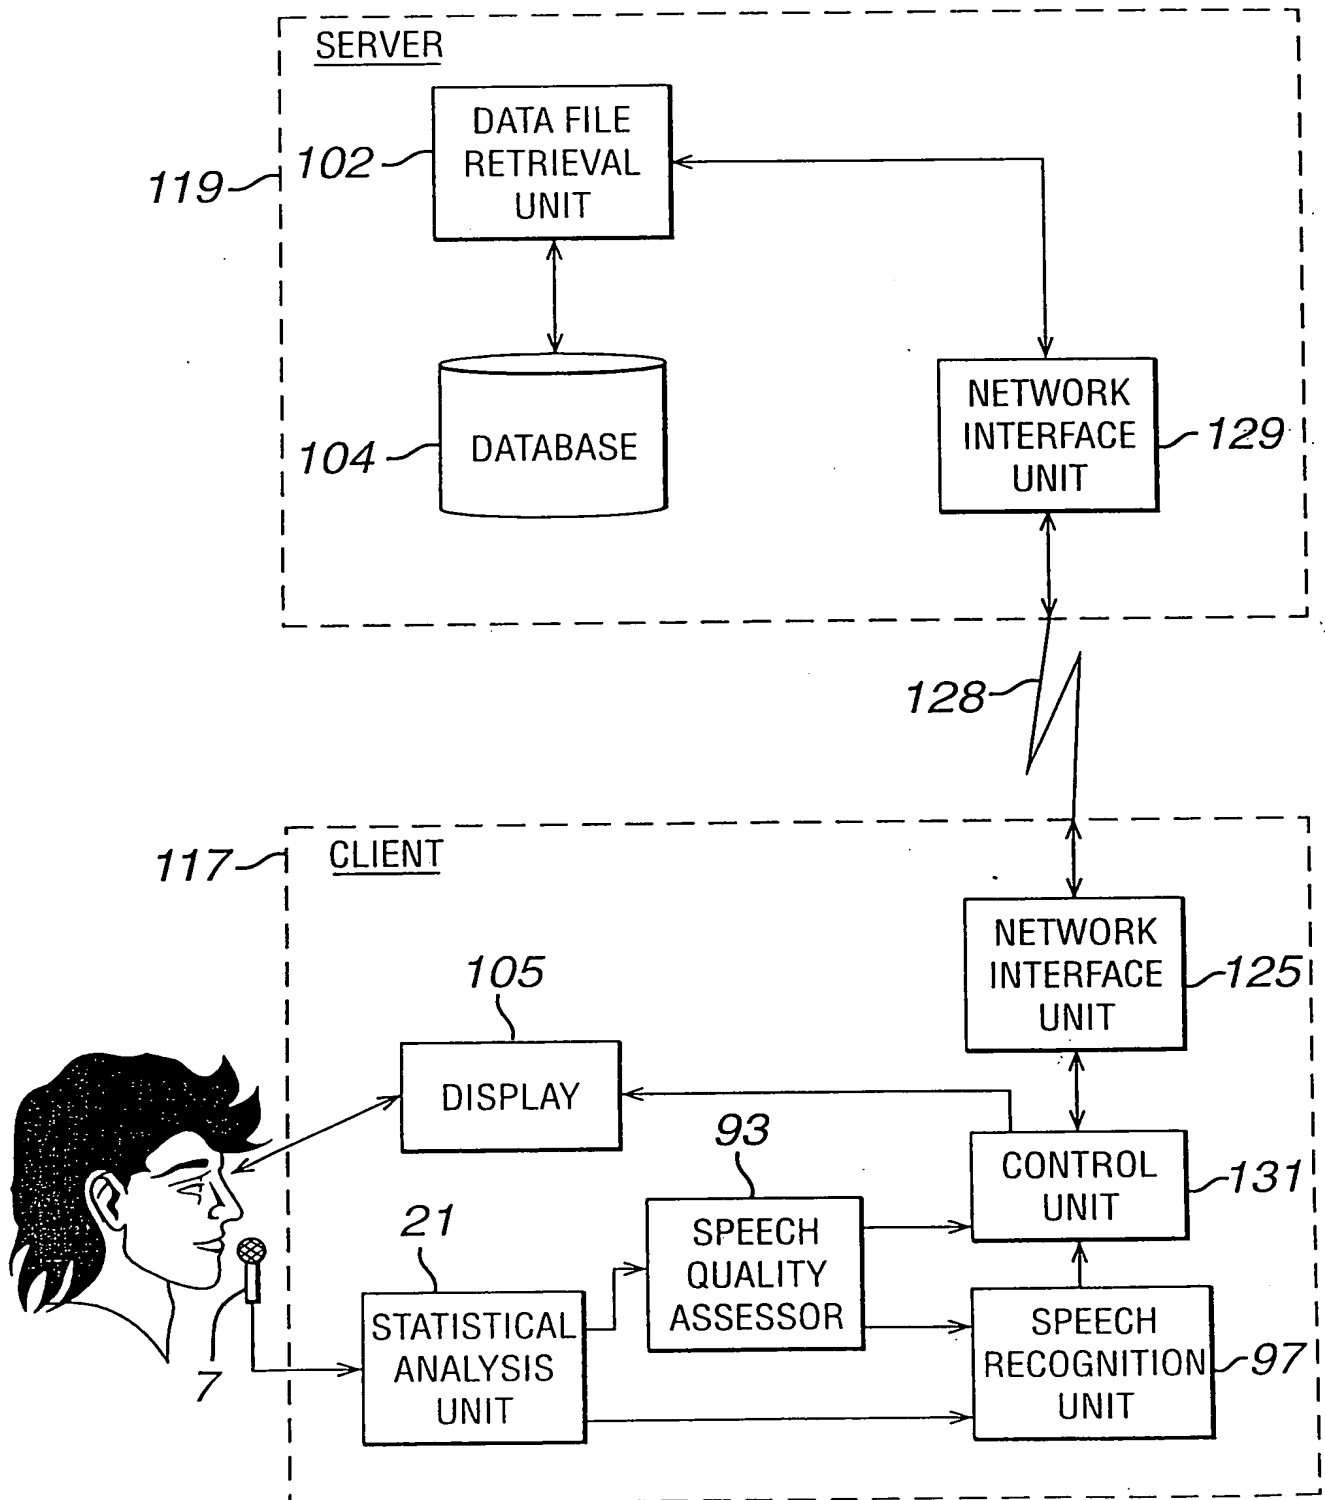 SERVER
DATA FILE
RETRIEVAL
UNIT
102
119
104
DATABASE
NETWORK
INTERFACE
UNIT
129
128
117
CLIENT
NETWORK
INTERFACE
UNIT
125
105
DISPLAY
93
CONTROL
UNIT
131
21
SPEECH
QUALITY
ASSESSOR
STATISTICAL
ANALYSIS
UNIT
7
SPEECH
RECOGNITION
UNIT
97